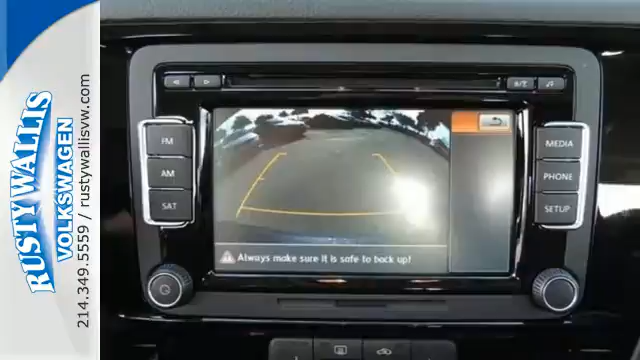 RUSTY WALLIS
VOLKSWAGEN
214.349.5559 / rustywallisvw.com
FM
AM
SAT
MEDIA
PHONE
SETUP
Always make sure it is safe to back up!